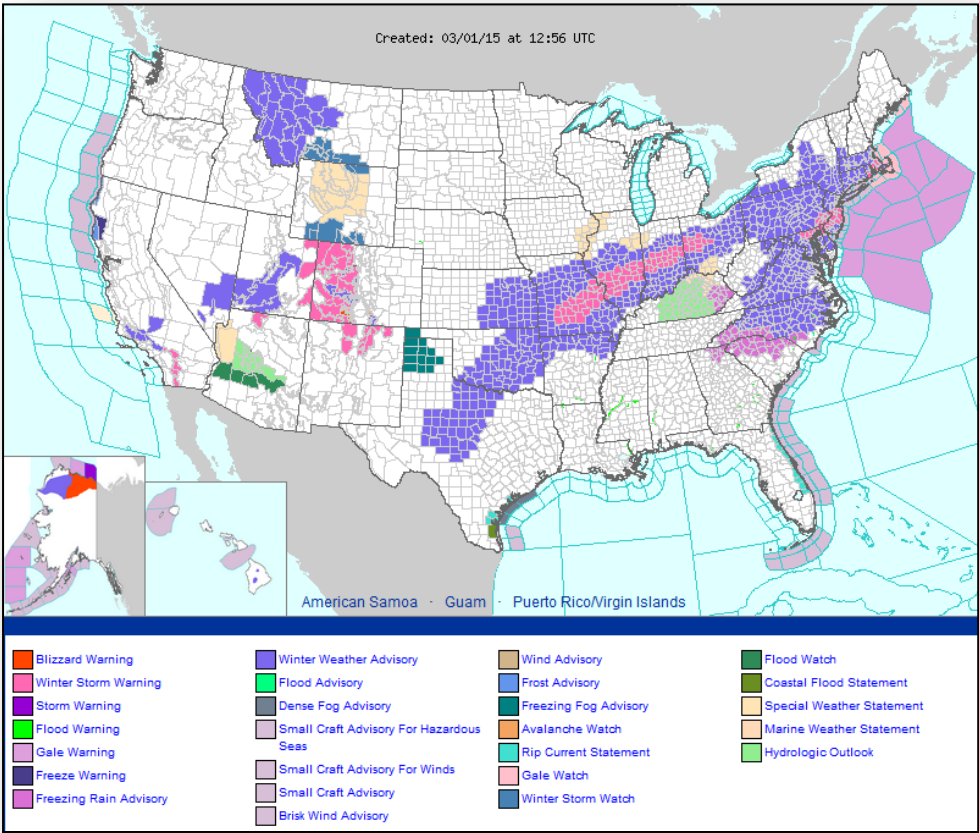 Created: 03/01/15 at 12:56 UTC
American Samoa - Guam - Puerto Rico/Virgin Islands
Blizzard Warning
Winter Storm Warning
Storm Warning
Flood Warning
Gale Warning
Freeze Warning
Freezing Rain Advisory
Winter Weather Advisory
Flood Advisory
Dense Fog Advisory
Small Craft Advisory For Hazardous
Seas
Small Craft Advisory For Winds
Small Craft Advisory
Brisk Wind Advisory
Wind Advisory
Frost Advisory
Freezing Fog Advisory
Avalanche Watch
Rip Current Statement
Gale Watch
Winter Storm Watch
Flood Watch
Coastal Flood Statement
Special Weather Statement
Marine Weather Statement
Hydrologic Outlook